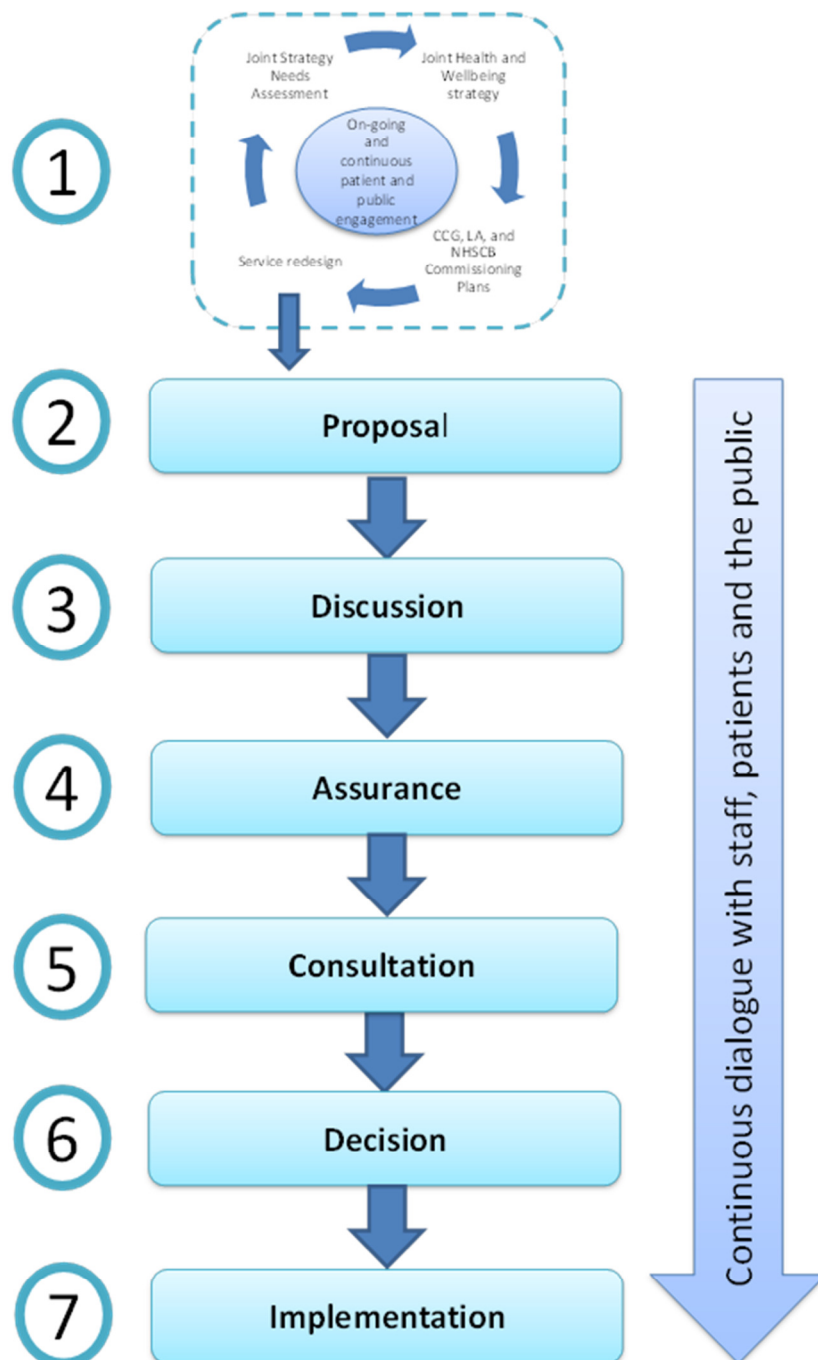 1
Joint Strategy
Needs
Assessment
Joint Health and
Wellbeing
strategy
On-going
and
continuous
patient and
public
engagement
CCG, LA, and
NHSCB
Commissioning
Plans
Service redesign
2
Proposal
3
Discussion
4
Assurance
5
Consultation
6
Decision
7
Implementation
Continuous dialogue with staff, patients and the public